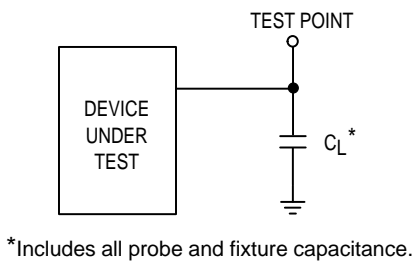 TEST POINT
DEVICE
UNDER
TEST
CL*
*Includes all probe and fixture capacitance.